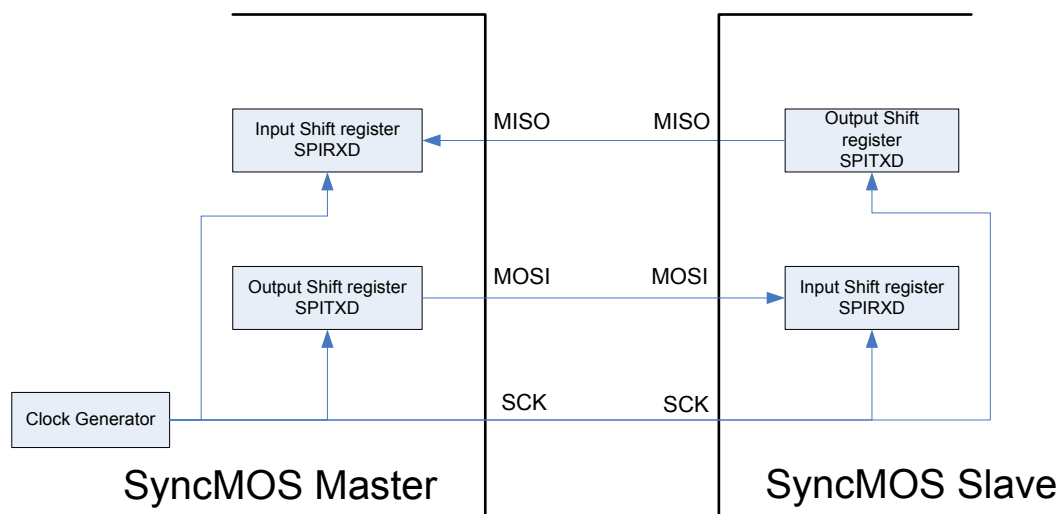 MISO
MISO
Input Shift register
SPIRXD
Output Shift
register
SPITXD
MOSI
MOSI
Output Shift register
SPITXD
Input Shift register
SPIRXD
SCK
SCK
Clock Generator
SyncMOS Master
SyncMOS Slave